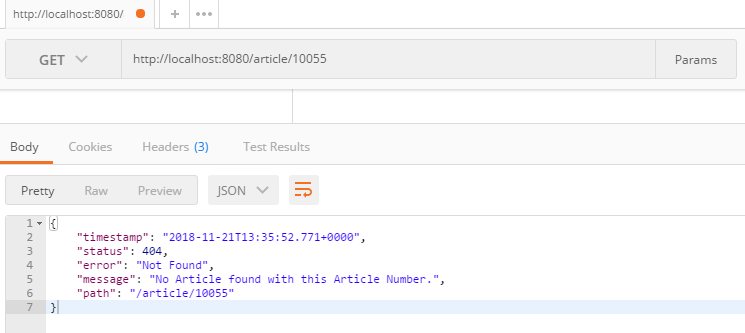 http://localhost:8080/
GET http://localhost:8080/article/10055 Params
Body Cookies Headers (3) Test Results
Pretty Raw Preview JSON
1 {
2 "timestamp": "2018-11-21T13:35:52.771+0000",
3 "status": 404,
4 "error": "Not Found",
5 "message": "No Article found with this Article Number.",
6 "path": "/article/10055"
7 }